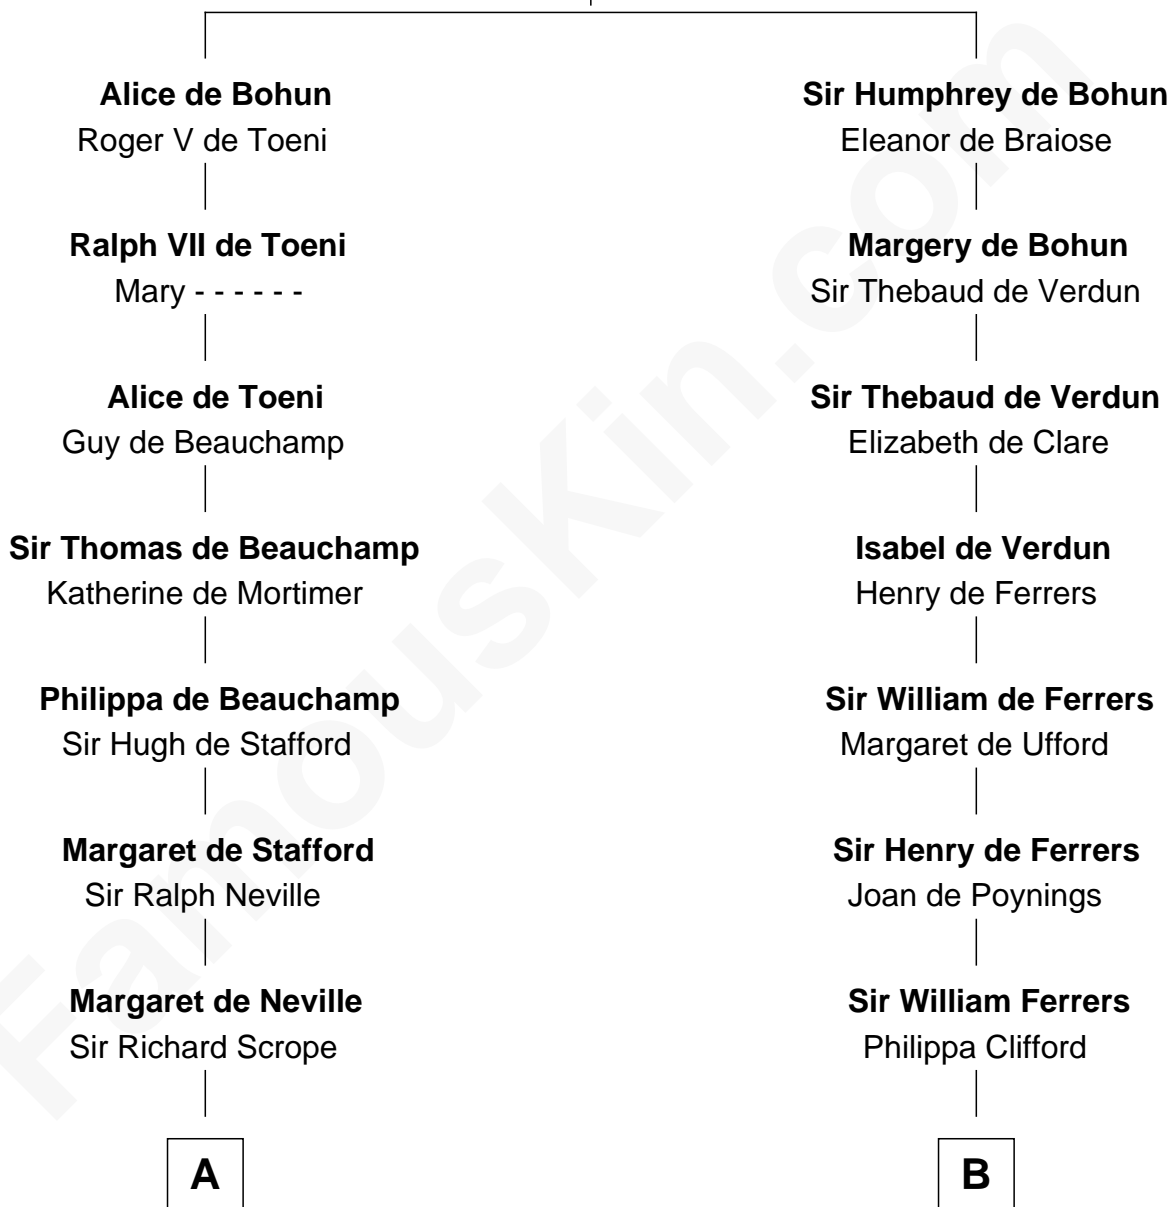 Alice de Bohun
Roger V de Toeni
Ralph VII de Toeni
Mary - - - - - -
Alice de Toeni
Guy de Beauchamp
Sir Thomas de Beauchamp
Katherine de Mortimer
Philippa de Beauchamp
Sir Hugh de Stafford
Margaret de Stafford
Sir Ralph Neville
Margaret de Neville
Sir Richard Scrope
A
Sir Humphrey de Bohun
Eleanor de Braiose
Margery de Bohun
Sir Thebaud de Verdun
Sir Thebaud de Verdun
Elizabeth de Clare
Isabel de Verdun
Henry de Ferrers
Sir William de Ferrers
Margaret de Ufford
Sir Henry de Ferrers
Joan de Poynings
Sir William Ferrers
Philippa Clifford
B
FamousKin.com